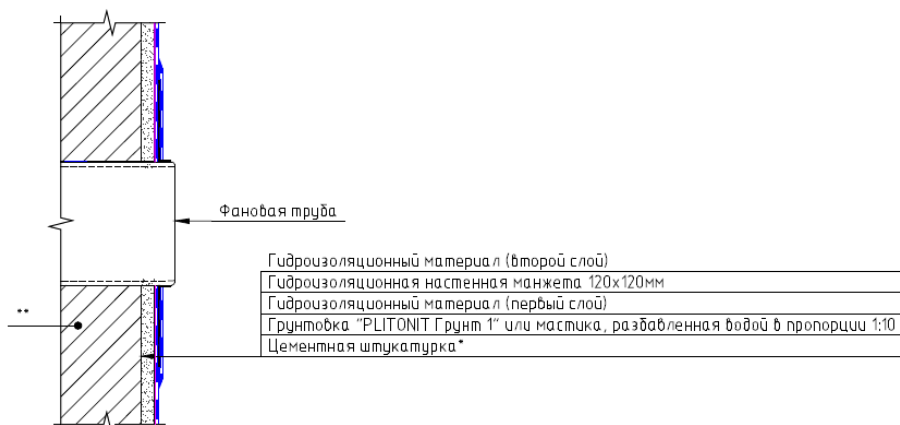 Фановая труба
Гидроизоляционный материал (второй слой)
Гидроизоляционная настенная манжета 120х120мм
Гидроизоляционный материал (первый слой)
Грунтовка "PLITONIT Грунт 1" или мастика, разбавленная водой в пропорции 1:10
**
Цементная штукатурка*